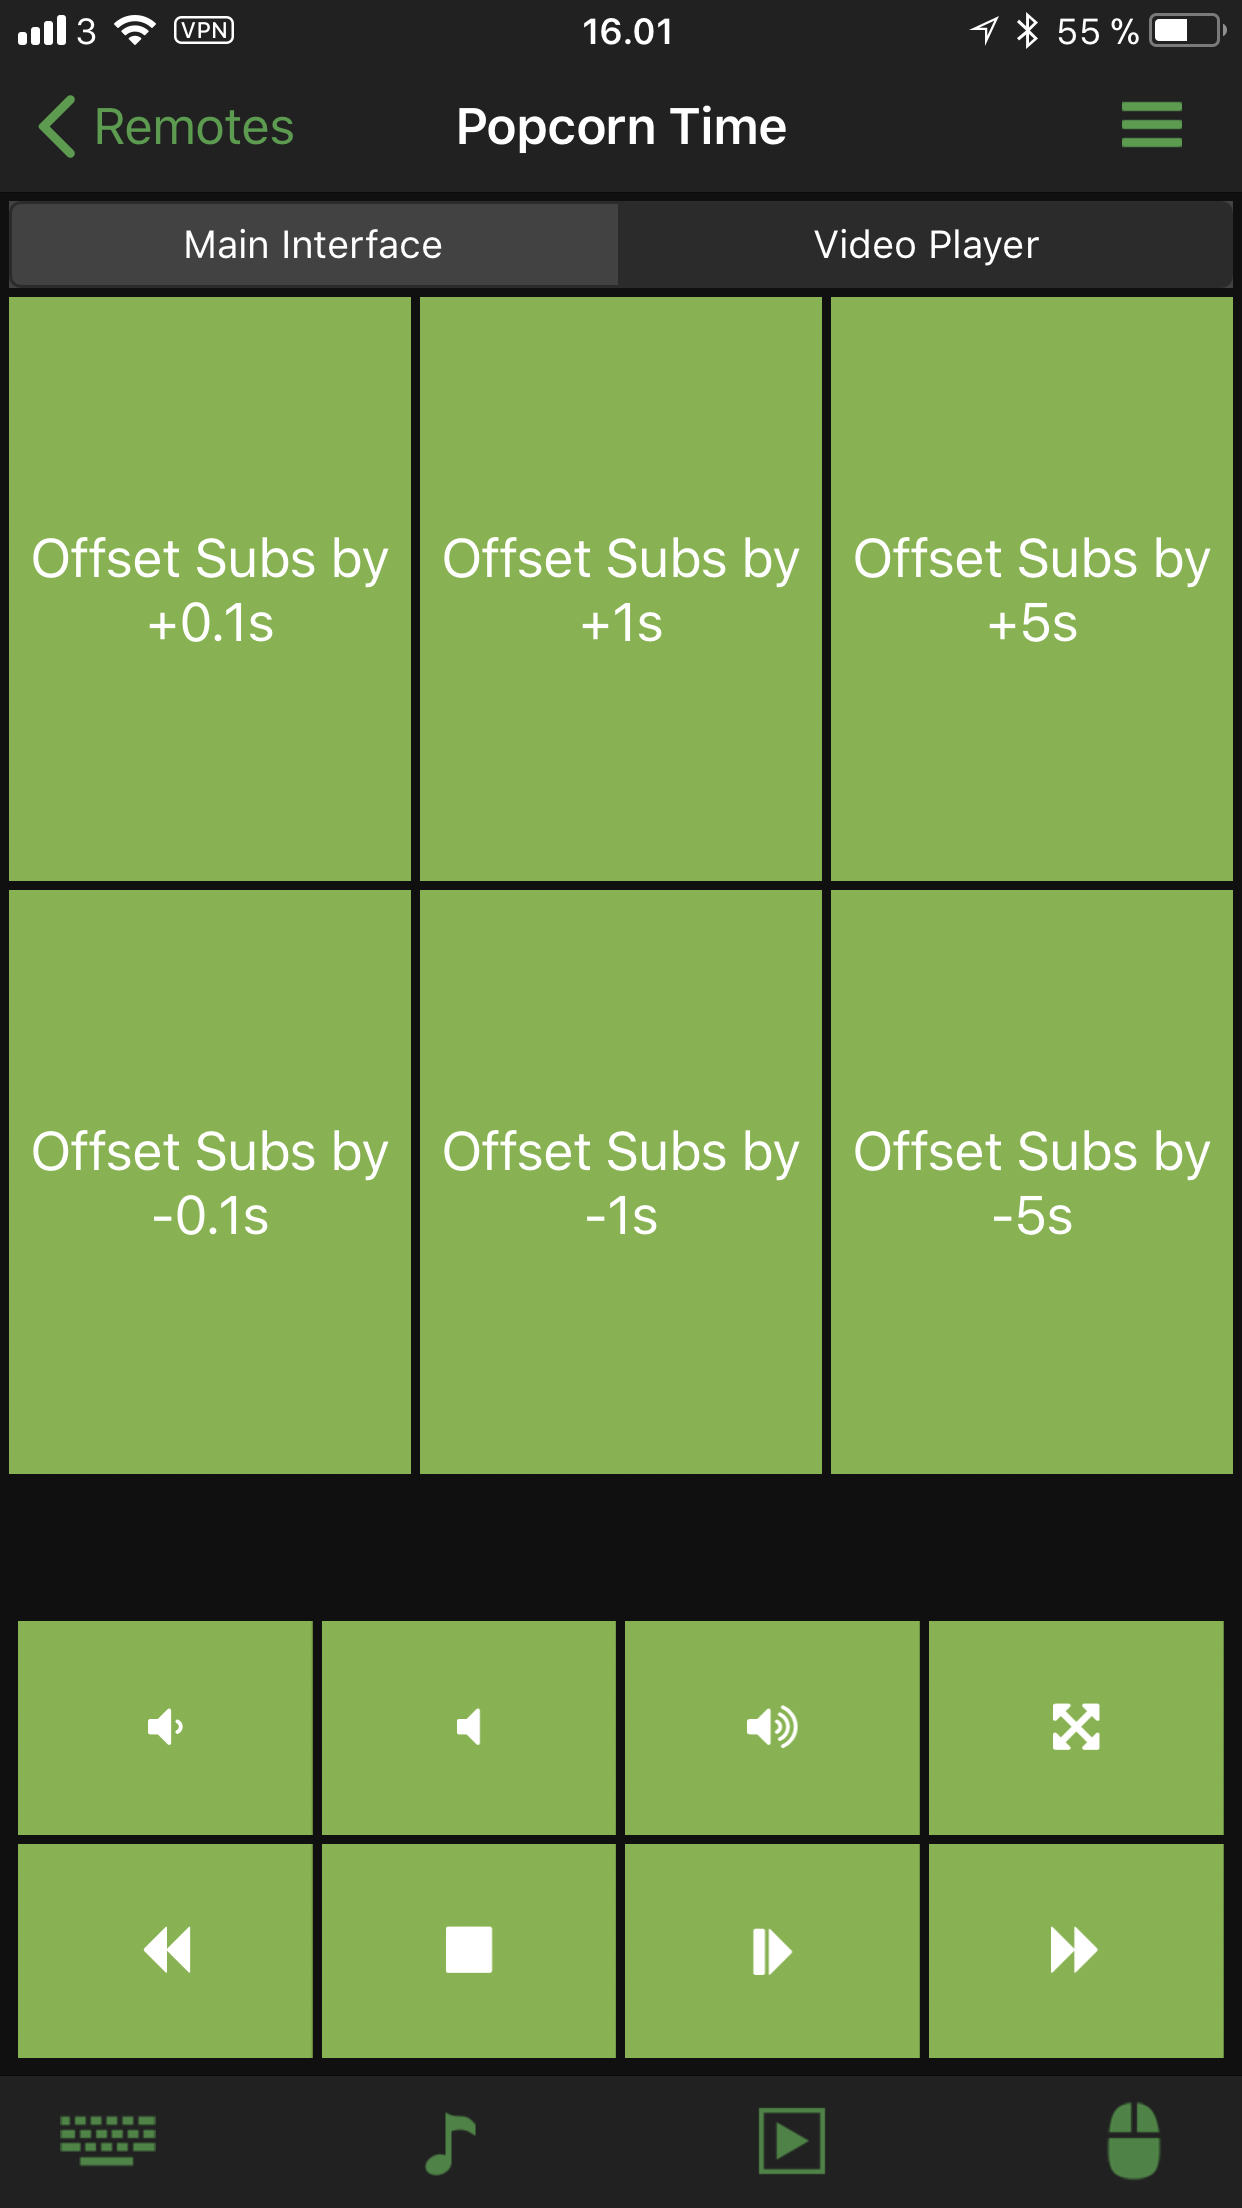 3 VPN 16.01 55 %
Remotes Popcorn Time
Main Interface Video Player
Offset Subs by
+0.1s
Offset Subs by
+1s
Offset Subs by
+5s
Offset Subs by
-0.1s
Offset Subs by
-1s
Offset Subs by
-5s